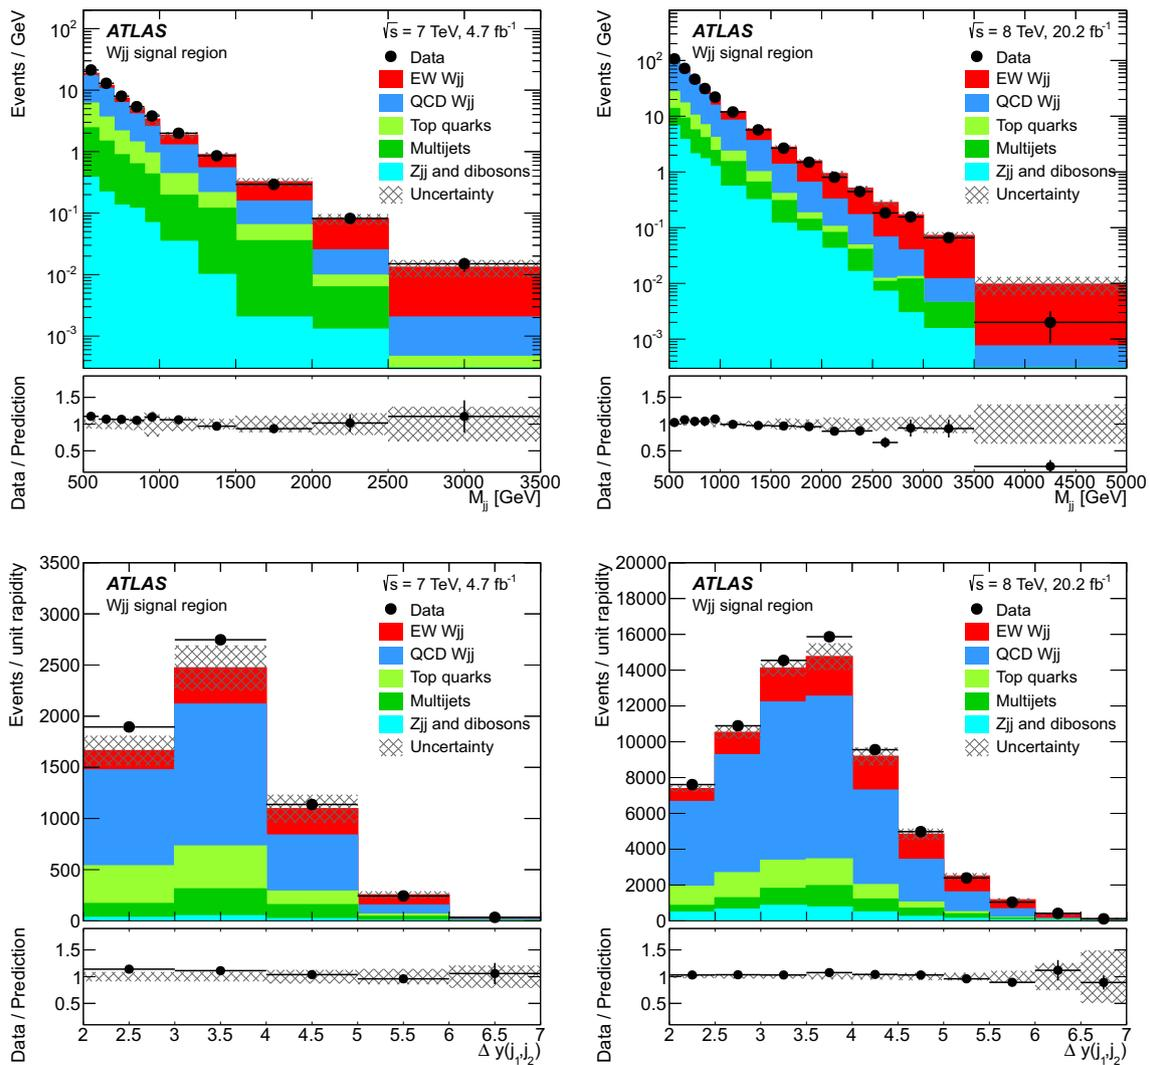 Events / GeV
10²
10
1
10⁻¹
10⁻²
10⁻³
ATLAS
Wjj signal region
√s = 7 TeV, 4.7 fb⁻¹
Data
EW Wjj
QCD Wjj
Top quarks
Multijets
Zjj and dibosons
Uncertainty
Data / Prediction
1.5
1
0.5
500 1000 1500 2000 2500 3000 3500
M_jj [GeV]
Events / GeV
10²
10
1
10⁻¹
10⁻²
10⁻³
ATLAS
Wjj signal region
√s = 8 TeV, 20.2 fb⁻¹
Data
EW Wjj
QCD Wjj
Top quarks
Multijets
Zjj and dibosons
Uncertainty
Data / Prediction
1.5
1
0.5
500 1000 1500 2000 2500 3000 3500 4000 4500 5000
M_jj [GeV]
Events / unit rapidity
3500
3000
2500
2000
1500
1000
500
0
ATLAS
Wjj signal region
√s = 7 TeV, 4.7 fb⁻¹
Data
EW Wjj
QCD Wjj
Top quarks
Multijets
Zjj and dibosons
Uncertainty
Data / Prediction
1.5
1
0.5
2 2.5 3 3.5 4 4.5 5 5.5 6 6.5 7
Δ y(j₁,j₂)
Events / unit rapidity
20000
18000
16000
14000
12000
10000
8000
6000
4000
2000
0
ATLAS
Wjj signal region
√s = 8 TeV, 20.2 fb⁻¹
Data
EW Wjj
QCD Wjj
Top quarks
Multijets
Zjj and dibosons
Uncertainty
Data / Prediction
1.5
1
0.5
2 2.5 3 3.5 4 4.5 5 5.5 6 6.5 7
Δ y(j₁,j₂)